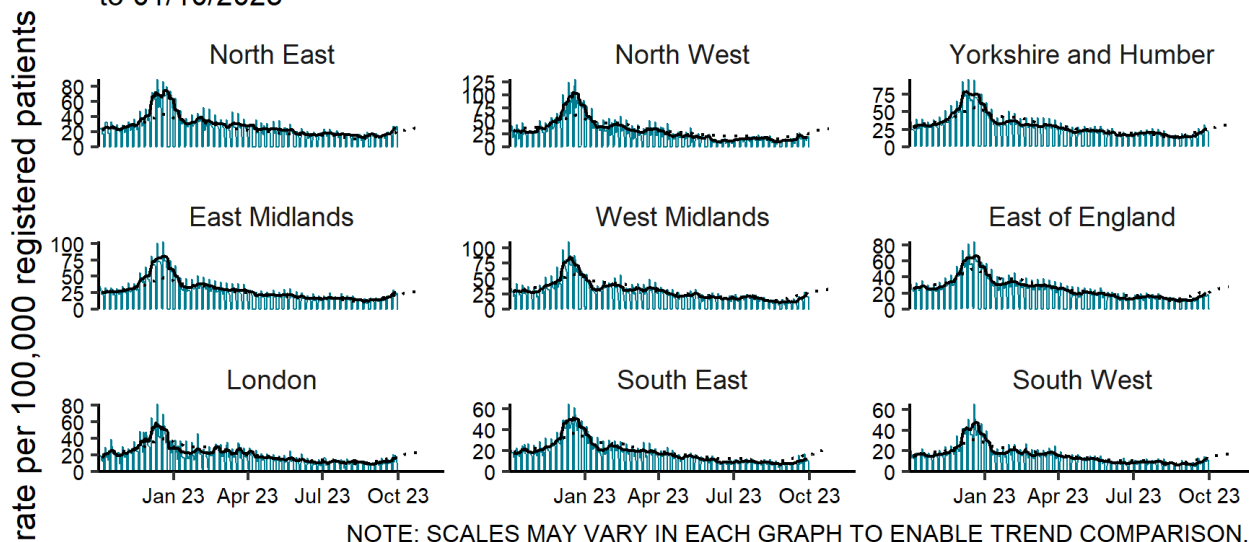 to 01/10/2023
rate per 100,000 registered patients
North East
North West
Yorkshire and Humber
80
60
40
20
0
125
100
75
50
25
0
75
50
25
0
East Midlands
West Midlands
East of England
100
75
50
25
0
100
75
50
25
0
80
60
40
20
0
London
South East
South West
80
60
40
20
0
60
40
20
0
60
40
20
0
Jan 23 Apr 23 Jul 23 Oct 23
Jan 23 Apr 23 Jul 23 Oct 23
Jan 23 Apr 23 Jul 23 Oct 23
NOTE: SCALES MAY VARY IN EACH GRAPH TO ENABLE TREND COMPARISON.